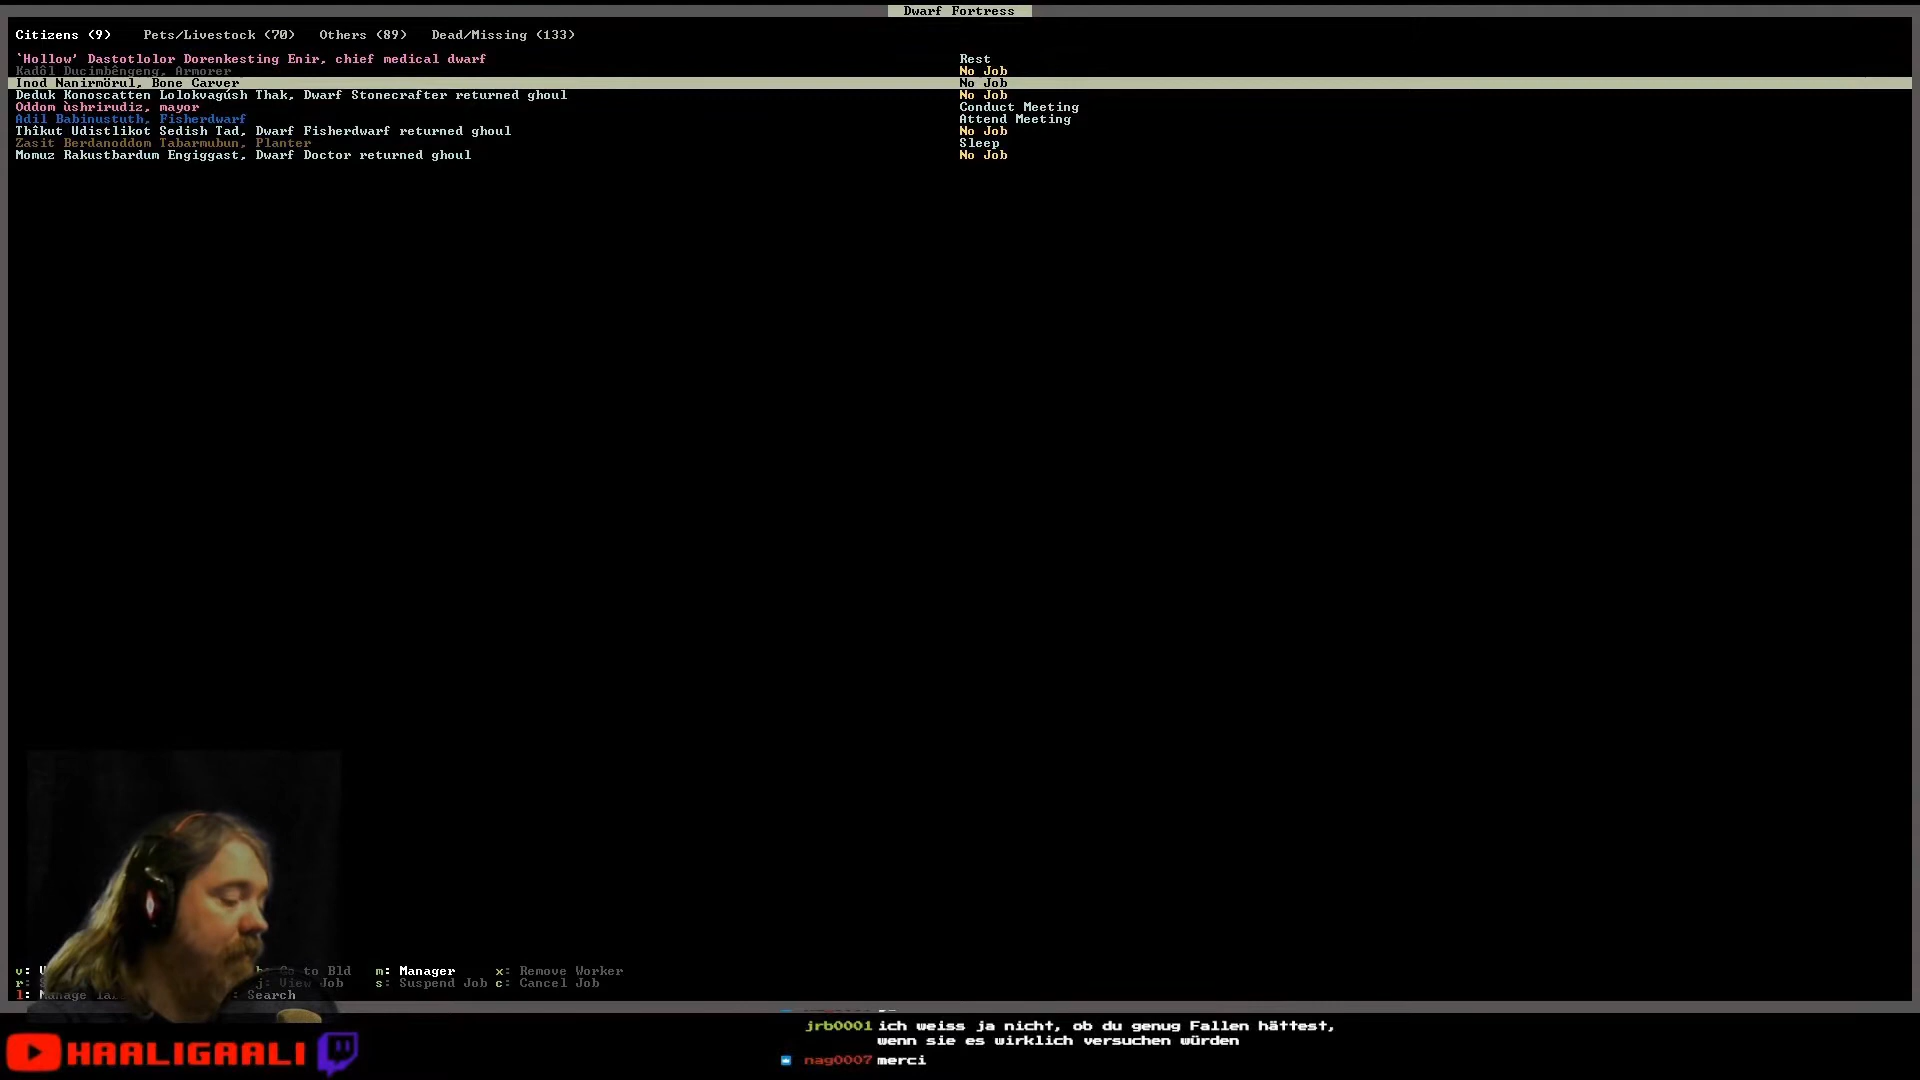 Dwarf Fortress
Citizens (9) Pets/Livestock (70) Others (89) Dead/Missing (133)
`Hollow' Dastotlolor Dorenkesting Enir, chief medical dwarf Rest
Kadôl Ducimbêngeng, Armorer No Job
Inod Nanirmörul, Bone Carver No Job
Deduk Konoscatten Lolokvagúsh Thak, Dwarf Stonecrafter returned ghoul No Job
Oddom ùshrirudiz, mayor Conduct Meeting
Adil Babinustuth, Fisherdwarf Attend Meeting
Thîkut Udistlikot Sedish Tad, Dwarf Fisherdwarf returned ghoul No Job
Zasit Berdanoddom Tabarmubun, Planter Sleep
Momuz Rakustbardum Engiggast, Dwarf Doctor returned ghoul No Job
v: b: Go to Bld m: Manager x: Remove Worker
r: j: View Job s: Suspend Job c: Cancel Job
l: Manage : Search
jrb0001 ich weiss ja nicht, ob du genug Fallen hättest,
wenn sie es wirklich versuchen würden
nag0007 merci
HAALIGAALI